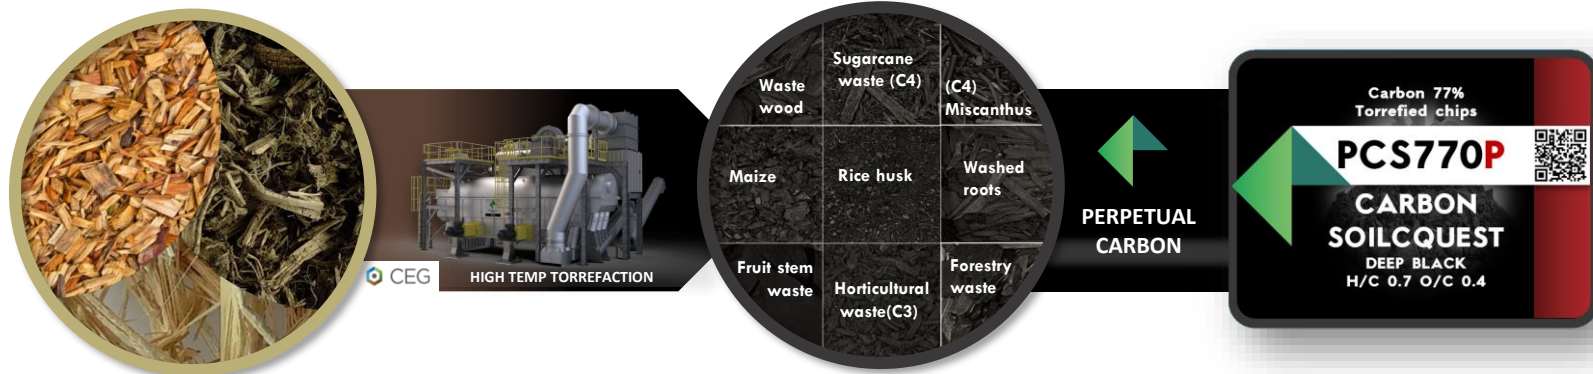 CEG
HIGH TEMP TORREFACTION
Waste
wood
Sugarcane
waste (C4)
(C4)
Miscanthus
Maize
Rice husk
Washed
roots
Fruit stem
waste
Horticultural
waste(C3)
Forestry
waste
PERPETUAL
CARBON
Carbon 77%
Torrefied chips
PCS770P
CARBON
SOILCQUEST
DEEP BLACK
H/C 0.7 O/C 0.4